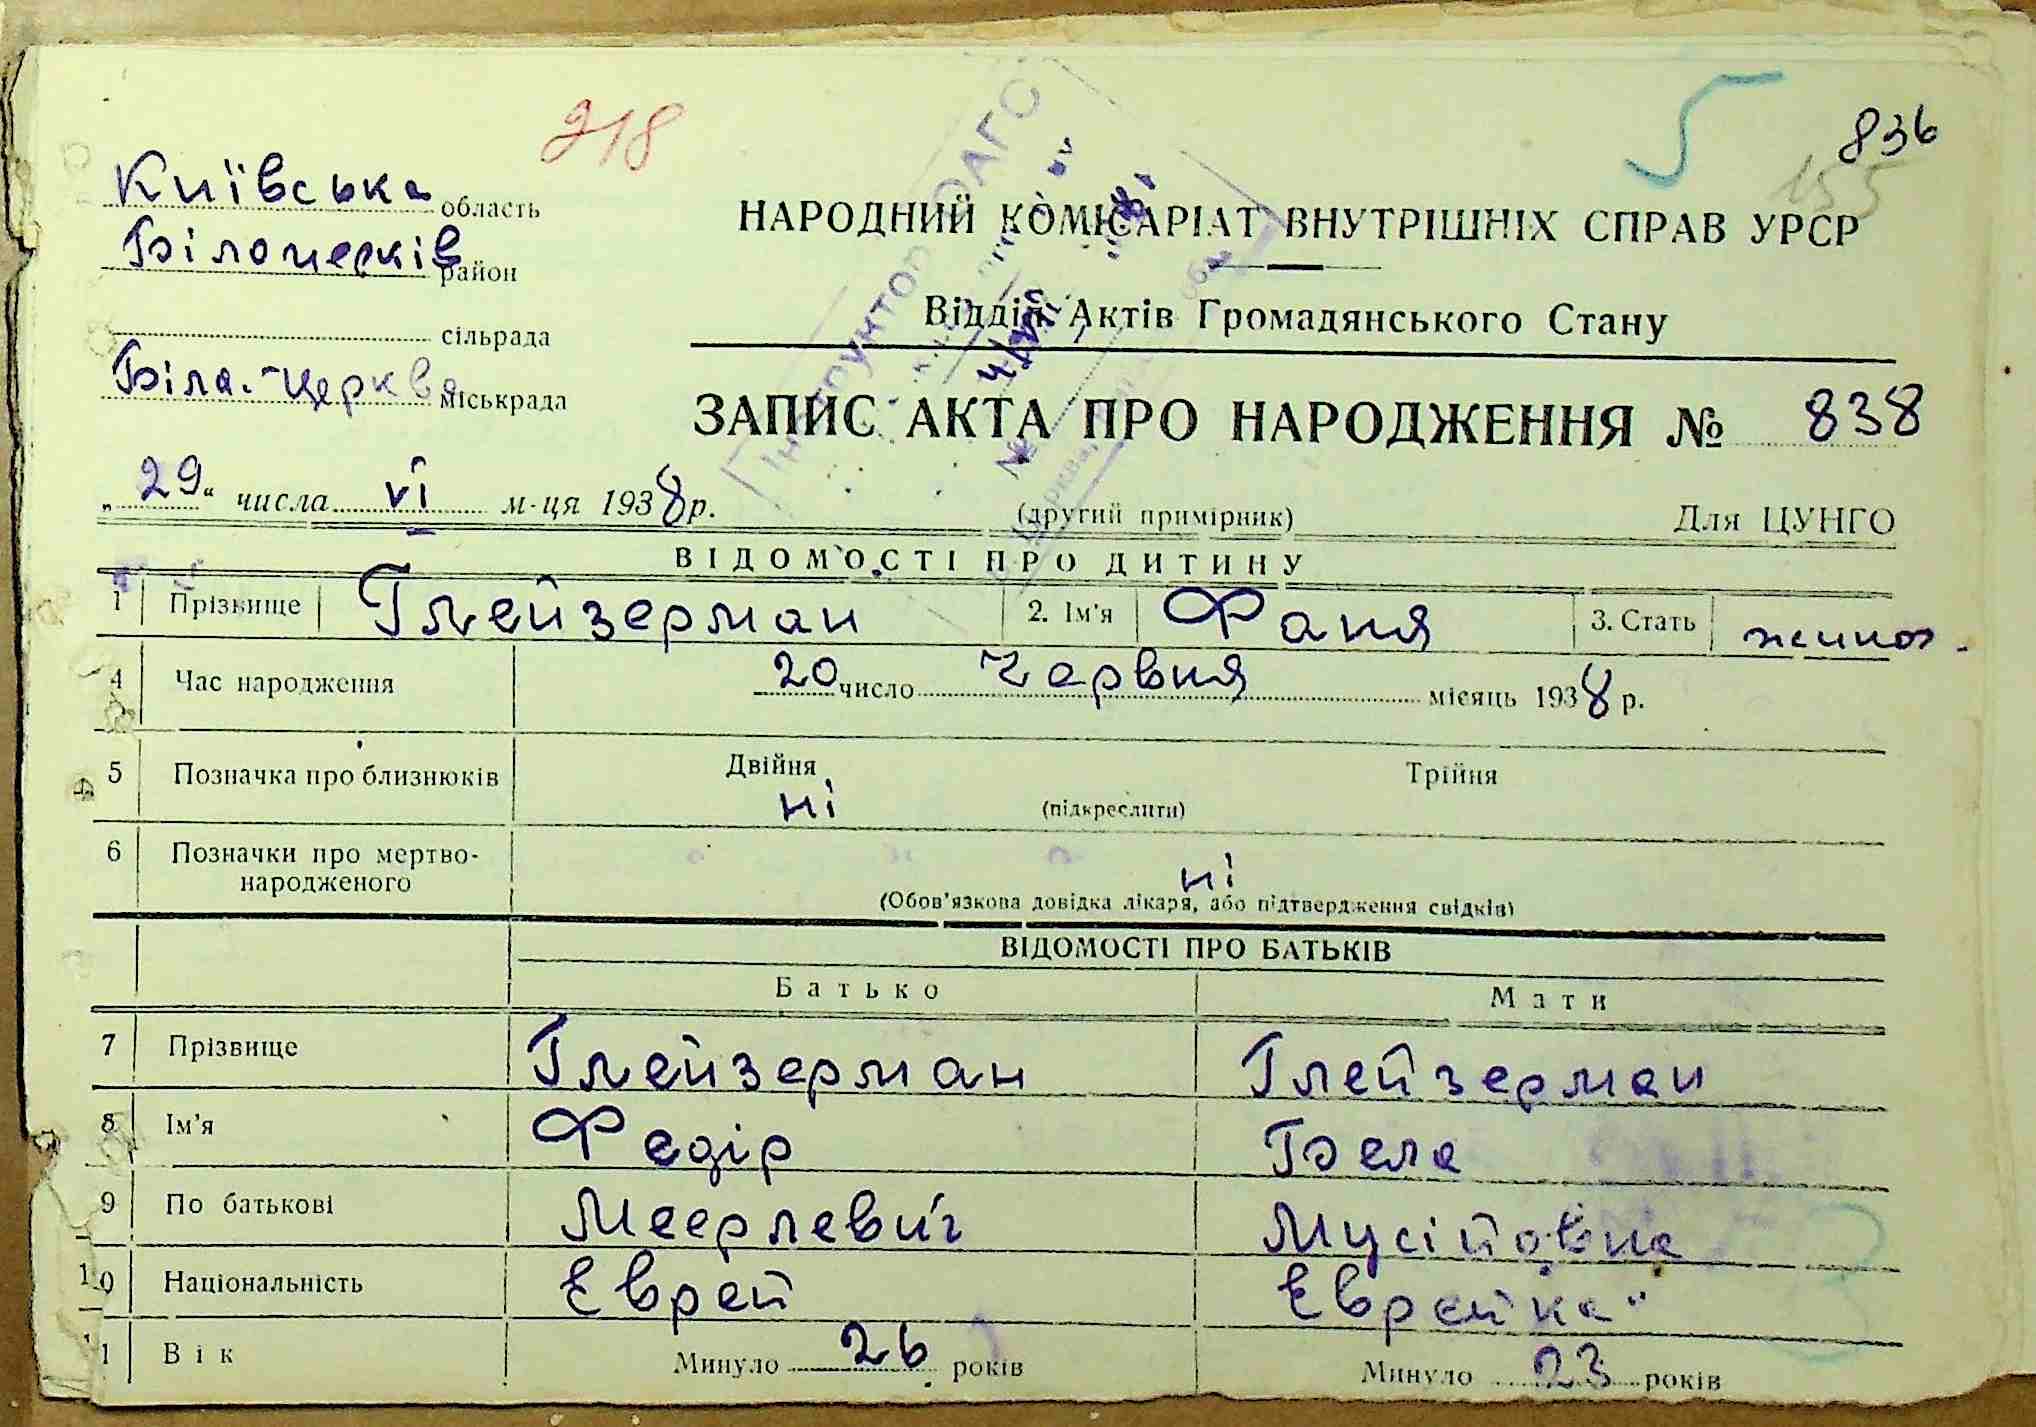 218
836
155
Київська область
Білоцерків район
сільрада
Біла-Церква міськрада
НАРОДНИЙ КОМІСАРІАТ ВНУТРІШНІХ СПРАВ УРСР
Відділ Актів Громадянського Стану
ЗАПИС АКТА ПРО НАРОДЖЕННЯ № 838
„29“ числа VI м-ця 1938 р.
(другий примірник)
Для ЦУНГО
ВІДОМОСТІ ПРО ДИТИНУ
1 Прізвище Глейзерман 2. Ім'я Фаня 3. Стать жіноч.
4 Час народження 20 число Червня місяць 1938 р.
5 Позначка про близнюків Двійня Трійня
ні (підкреслити)
6 Позначки про мертво-
народженого ні
(Обов'язкова довідка лікаря, або підтвердження свідків)
ВІДОМОСТІ ПРО БАТЬКІВ
Батько Мати
7 Прізвище Глейзерман Глейзерман
8 Ім'я Федір Бела
9 По батькові Меерлевич Мусійовна
10 Національність Еврей Еврейка
11 Вік Минуло 26 років Минуло 23 років